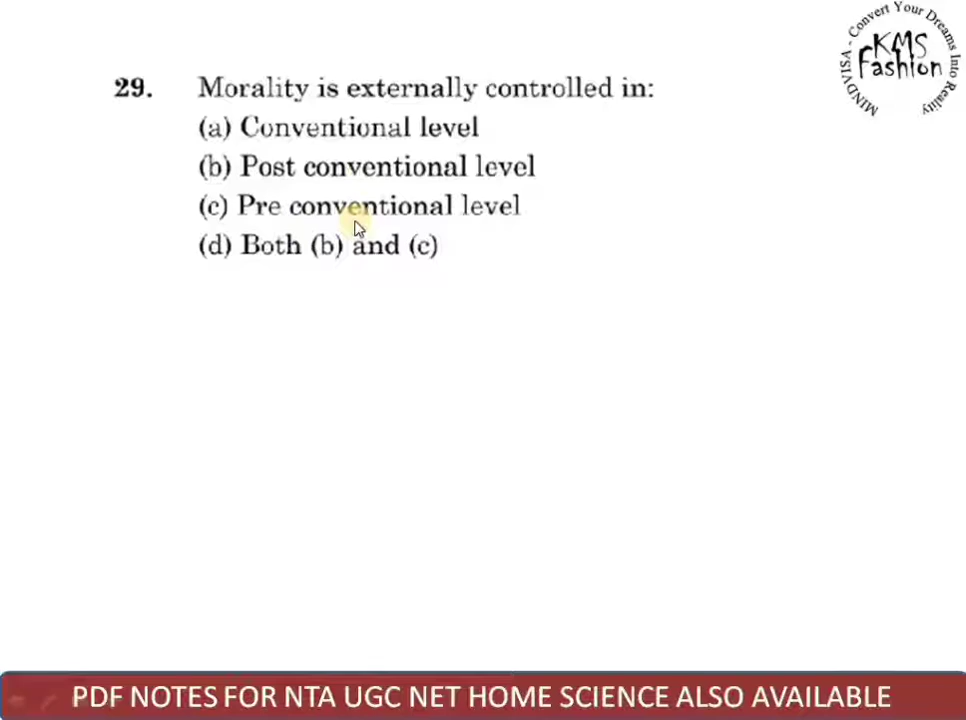 29. Morality is externally controlled in:
(a) Conventional level
(b) Post conventional level
(c) Pre conventional level
(d) Both (b) and (c)
MINDVISA - Convert Your Dreams Into Reality
KMS
Fashion
PDF NOTES FOR NTA UGC NET HOME SCIENCE ALSO AVAILABLE